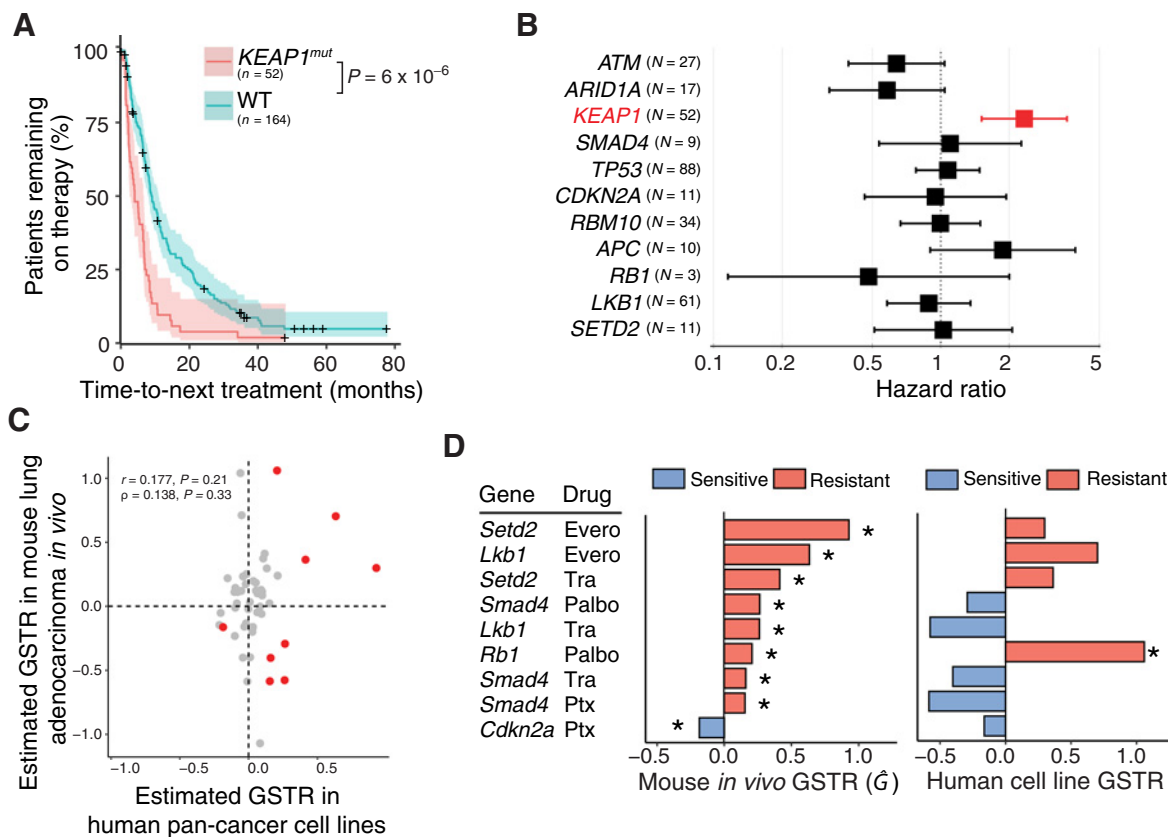 A
100
75
50
25
0
Patients remaining
on therapy (%)
KEAP1mut
(n = 52)
WT
(n = 164)
P = 6 x 10−6
0 20 40 60 80
Time-to-next treatment (months)
B
ATM (N = 27)
ARID1A (N = 17)
KEAP1 (N = 52)
SMAD4 (N = 9)
TP53 (N = 88)
CDKN2A (N = 11)
RBM10 (N = 34)
APC (N = 10)
RB1 (N = 3)
LKB1 (N = 61)
SETD2 (N = 11)
0.1 0.5 1 2 5
Hazard ratio
C
Estimated GSTR in mouse lung
adenocarcinoma in vivo
r = 0.177, P = 0.21
ρ = 0.138, P = 0.33
1.0
0.5
0.0
−0.5
−1.0
−1.0 0.0 0.5
Estimated GSTR in
human pan-cancer cell lines
D
Sensitive Resistant Sensitive Resistant
Gene Drug
Setd2 Evero *
Lkb1 Evero *
Setd2 Tra *
Smad4 Palbo *
Lkb1 Tra *
Rb1 Palbo * *
Smad4 Tra *
Smad4 Ptx *
Cdkn2a Ptx *
−0.5 0.0 0.5 1.0 −0.5 0.0 0.5 1.0
Mouse in vivo GSTR (Ĝ) Human cell line GSTR